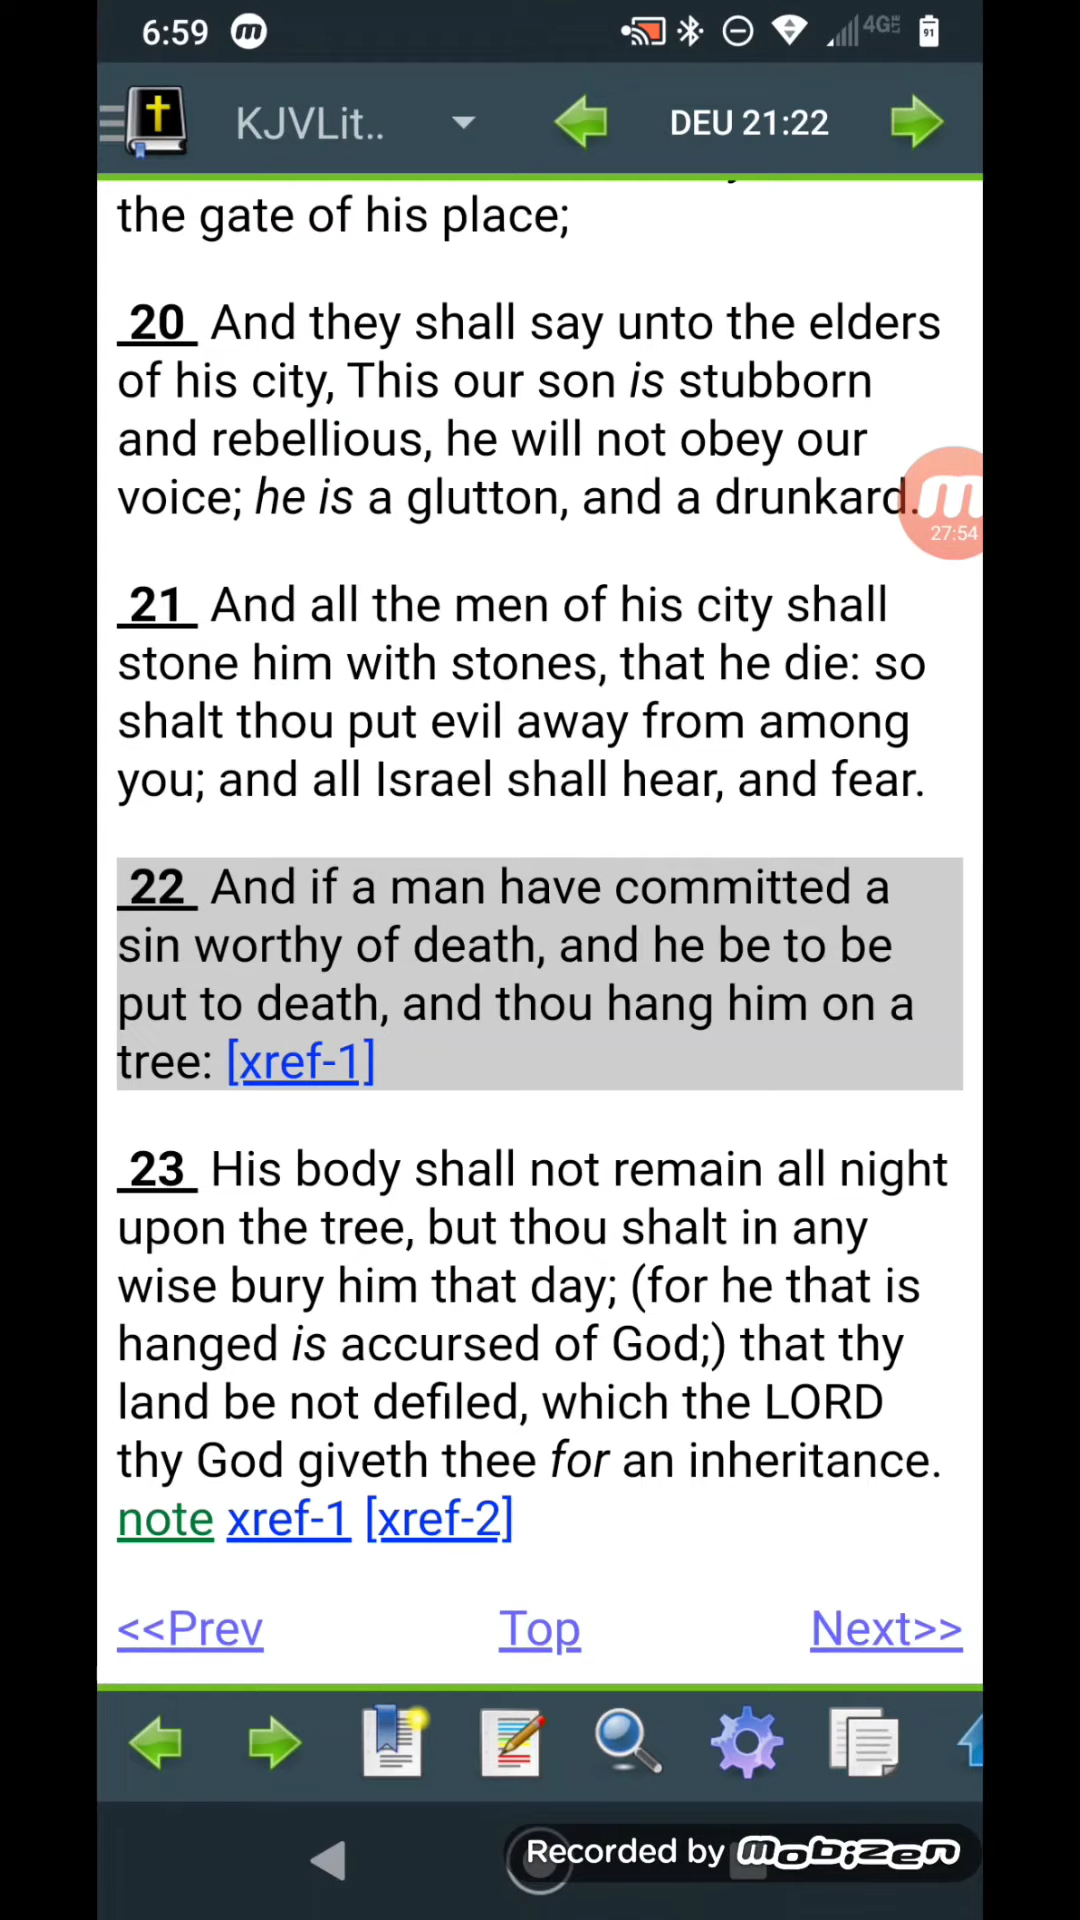 6:59 m 4G LTE 91
KJVLit.. DEU 21:22
the gate of his place;
20 And they shall say unto the elders
of his city, This our son is stubborn
and rebellious, he will not obey our
voice; he is a glutton, and a drunkard.
m
27:54
21 And all the men of his city shall
stone him with stones, that he die: so
shalt thou put evil away from among
you; and all Israel shall hear, and fear.
22 And if a man have committed a
sin worthy of death, and he be to be
put to death, and thou hang him on a
tree: [xref-1]
23 His body shall not remain all night
upon the tree, but thou shalt in any
wise bury him that day; (for he that is
hanged is accursed of God;) that thy
land be not defiled, which the LORD
thy God giveth thee for an inheritance.
note xref-1 [xref-2]
<<Prev Top Next>>
Recorded by mobizen